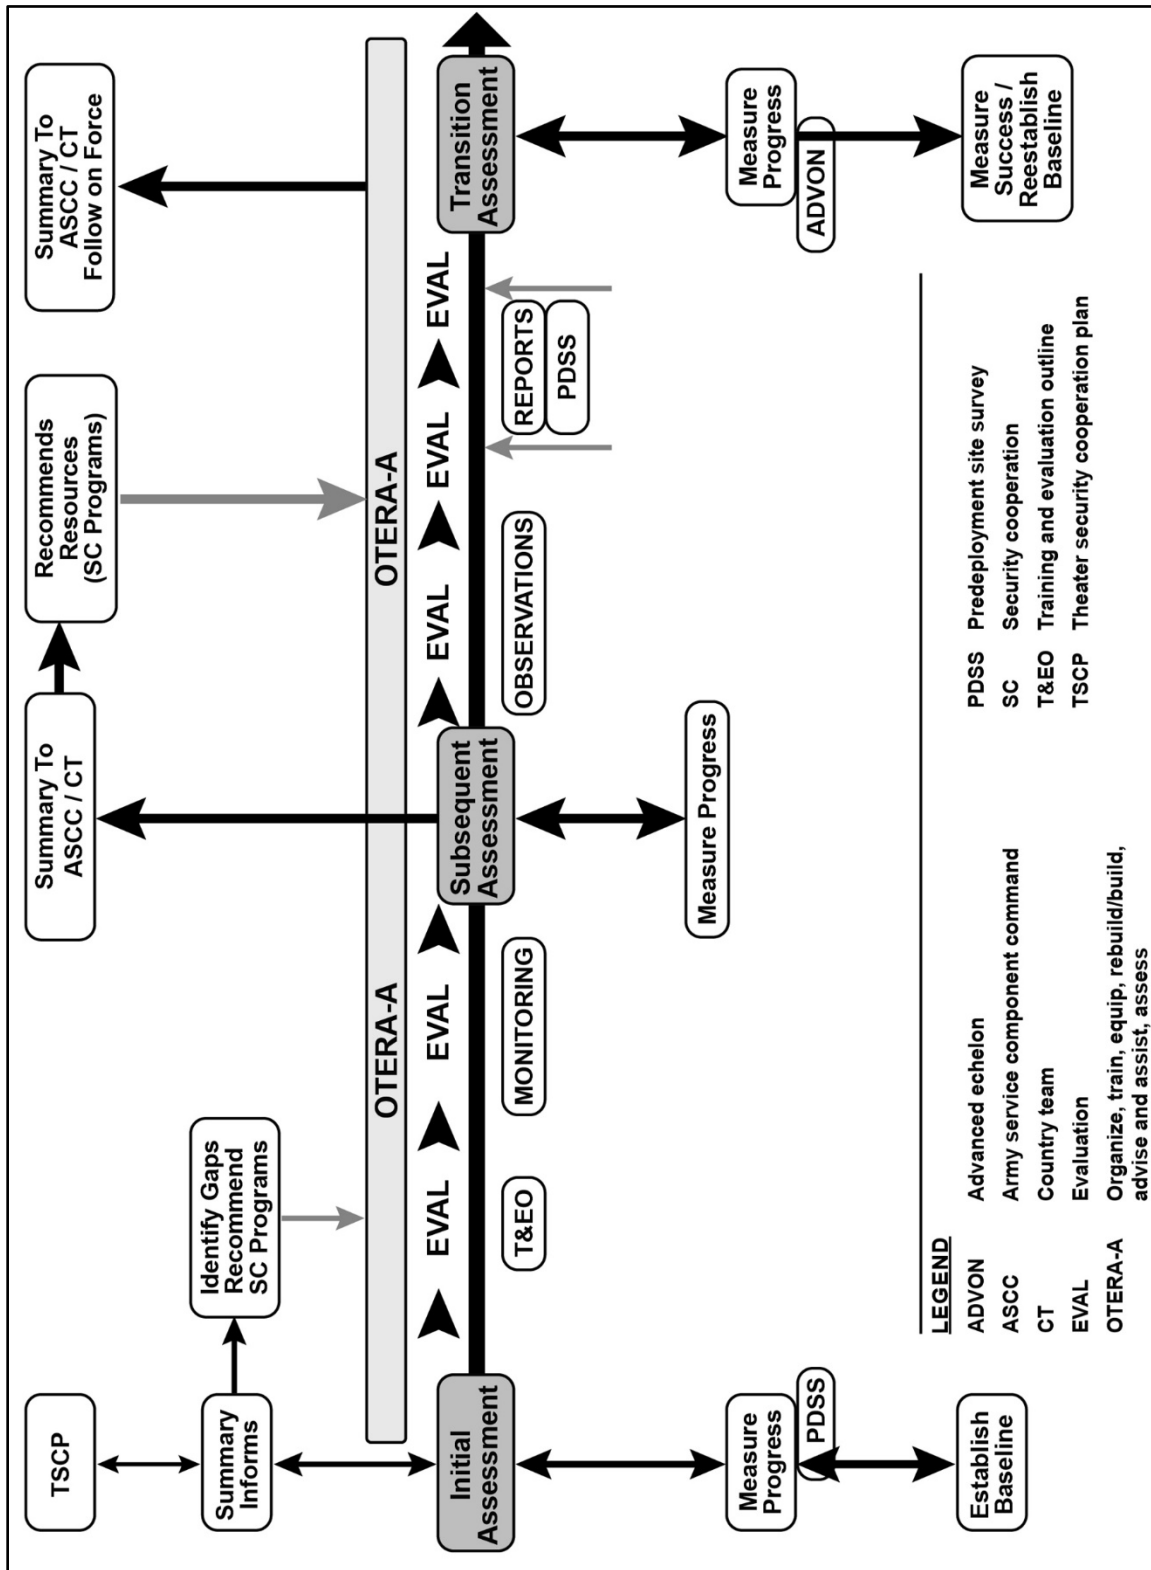 TSCP
Summary
Informs
Identify Gaps
Recommend
SC Programs
Summary To
ASCC / CT
Recommends
Resources
(SC Programs)
Summary To
ASCC / CT
Follow on Force
OTERA-A
OTERA-A
Initial
Assessment
EVAL
EVAL
Subsequent
Assessment
EVAL
EVAL
EVAL
Transition
Assessment
T&EO
MONITORING
OBSERVATIONS
REPORTS
PDSS
Measure
Progress
PDSS
Establish
Baseline
Measure Progress
Measure
Progress
ADVON
Measure
Success /
Reestablish
Baseline
LEGEND
ADVON Advanced echelon
ASCC Army service component command
CT Country team
EVAL Evaluation
OTERA-A Organize, train, equip, rebuild/build,
advise and assist, assess
PDSS Predeployment site survey
SC Security cooperation
T&EO Training and evaluation outline
TSCP Theater security cooperation plan